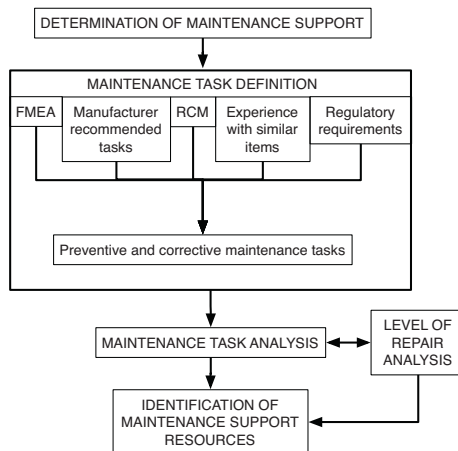 DETERMINATION OF MAINTENANCE SUPPORT
MAINTENANCE TASK DEFINITION
FMEA
Manufacturer
recommended
tasks
RCM
Experience
with similar
items
Regulatory
requirements
Preventive and corrective maintenance tasks
MAINTENANCE TASK ANALYSIS
LEVEL OF
REPAIR
ANALYSIS
IDENTIFICATION OF
MAINTENANCE SUPPORT
RESOURCES